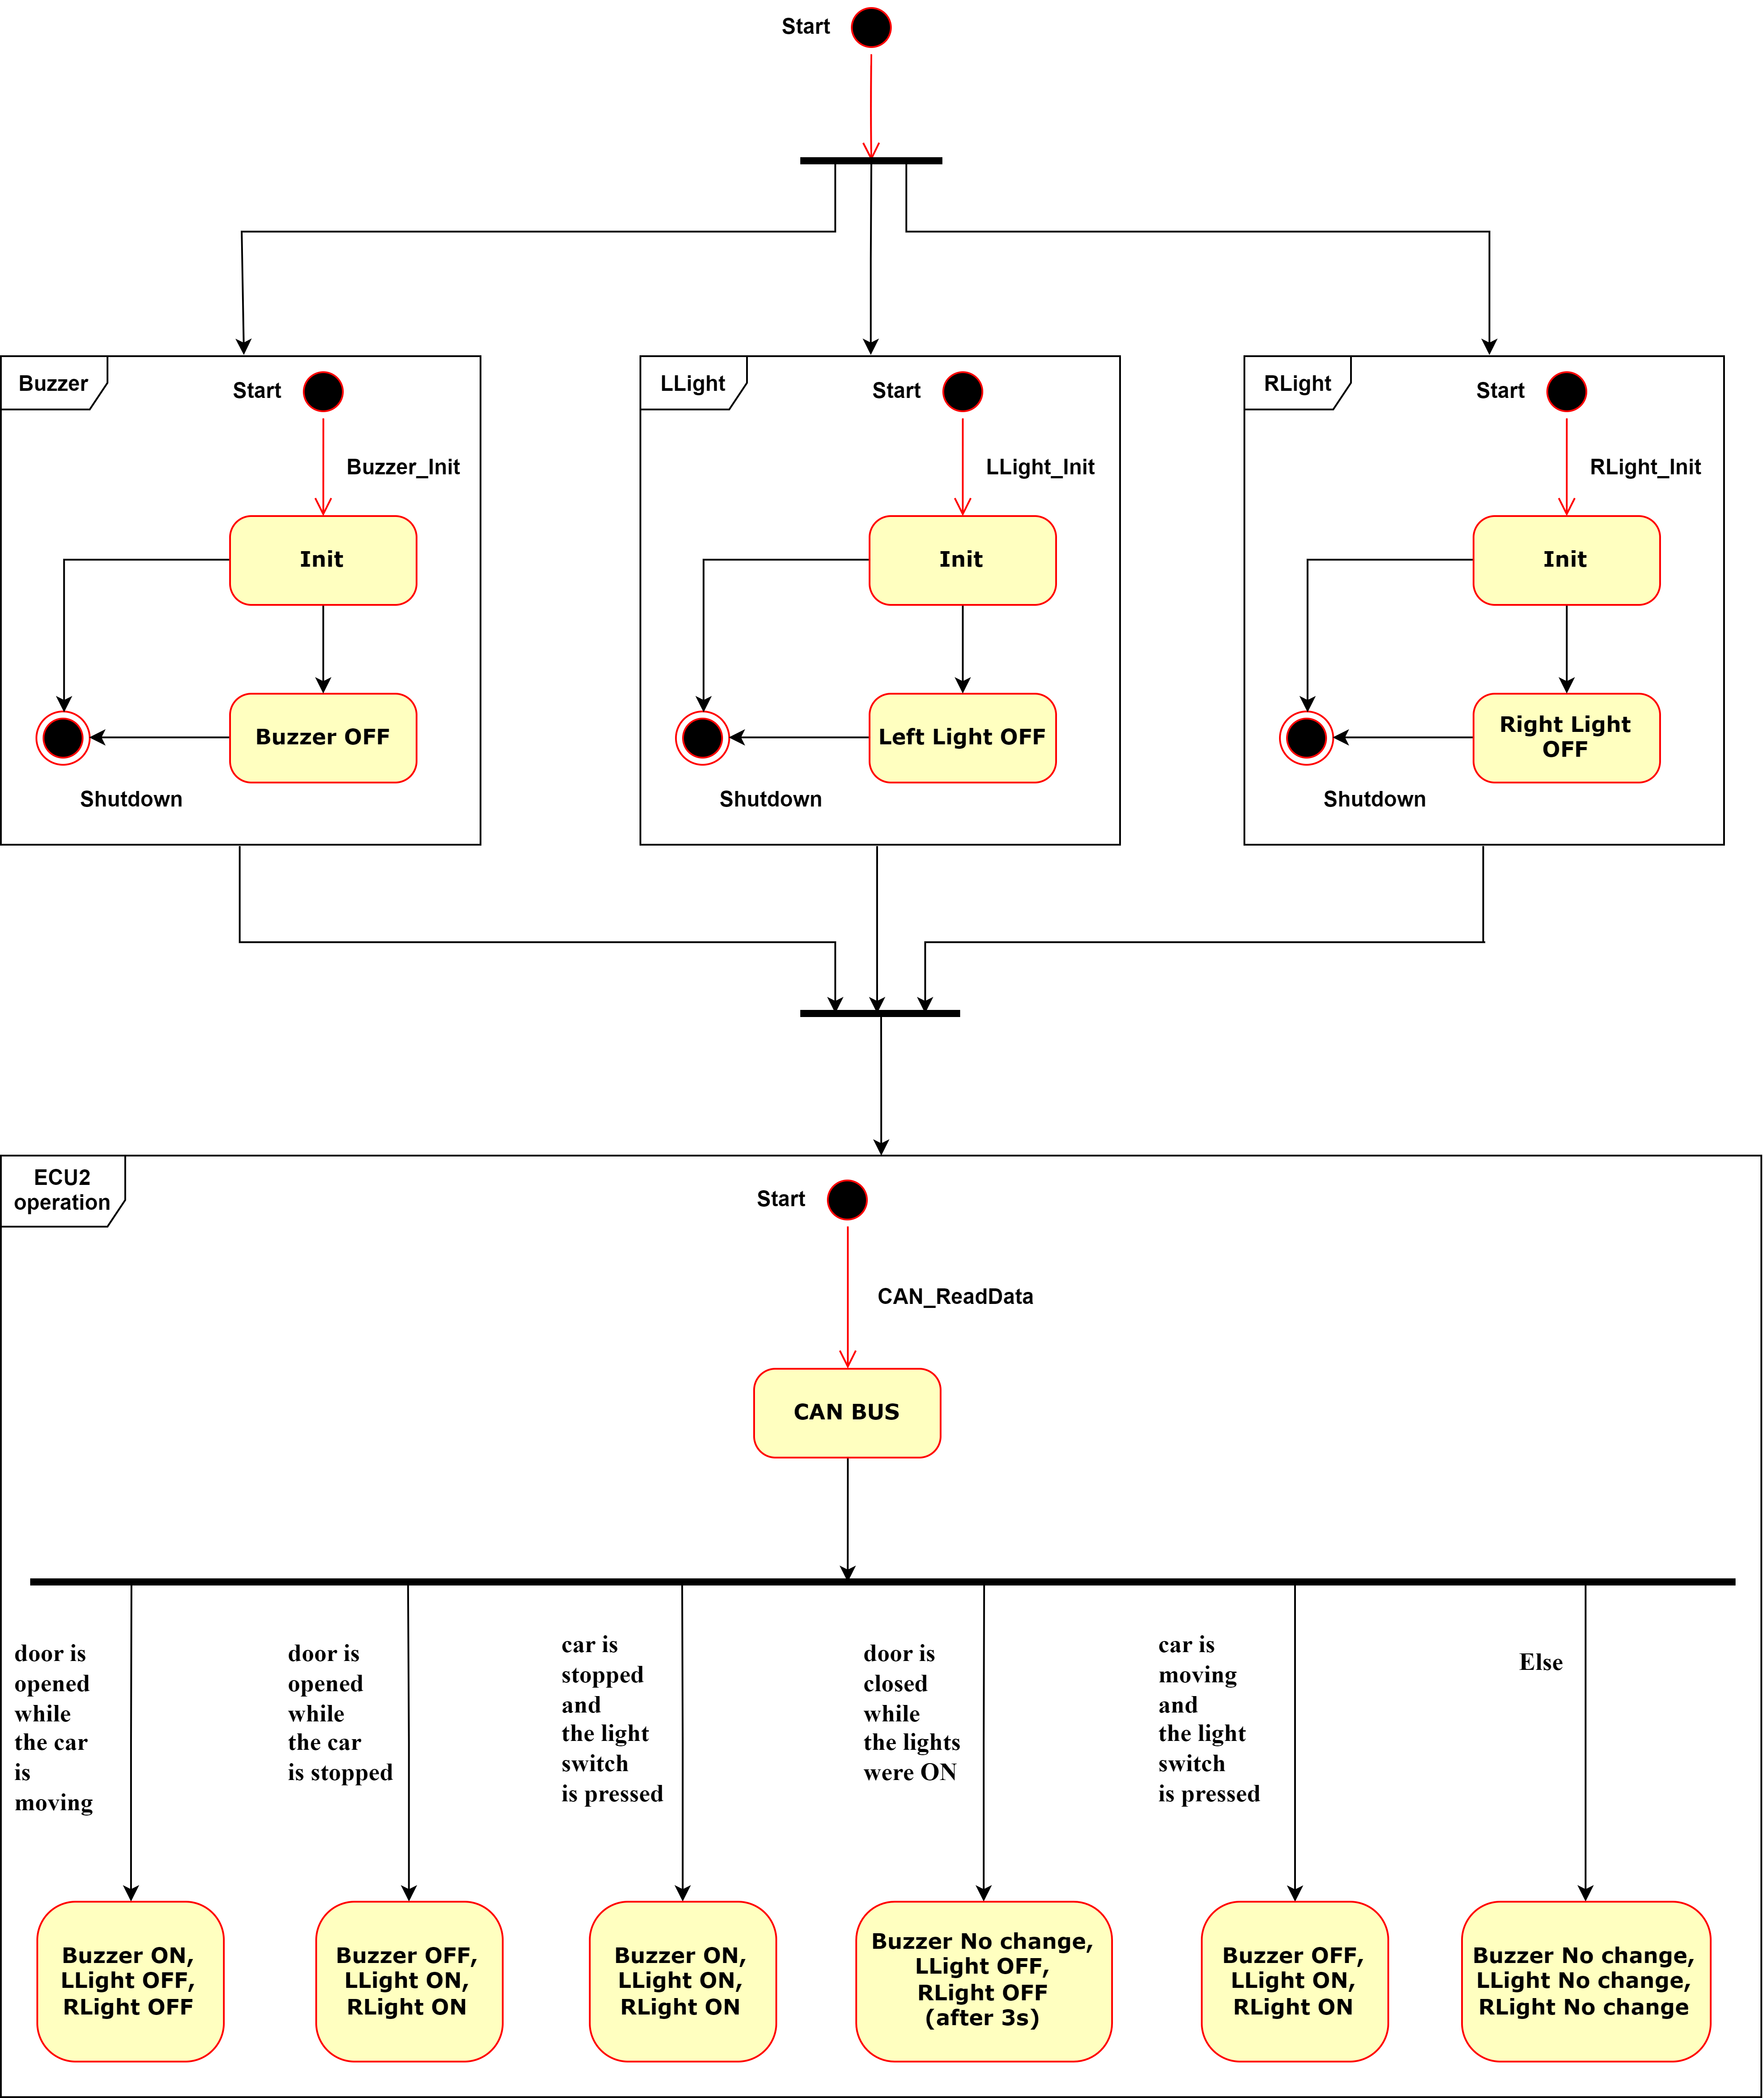 Start
Buzzer
Start
Buzzer_Init
Init
Buzzer OFF
Shutdown
LLight
Start
LLight_Init
Init
Left Light OFF
Shutdown
RLight
Start
RLight_Init
Init
Right Light
OFF
Shutdown
ECU2
operation
Start
CAN_ReadData
CAN BUS
door is
opened
while
the car
is
moving
door is
opened
while
the car
is stopped
car is
stopped
and
the light
switch
is pressed
door is
closed
while
the lights
were ON
car is
moving
and
the light
switch
is pressed
Else
Buzzer ON,
LLight OFF,
RLight OFF
Buzzer OFF,
LLight ON,
RLight ON
Buzzer ON,
LLight ON,
RLight ON
Buzzer No change,
LLight OFF,
RLight OFF
(after 3s)
Buzzer OFF,
LLight ON,
RLight ON
Buzzer No change,
LLight No change,
RLight No change